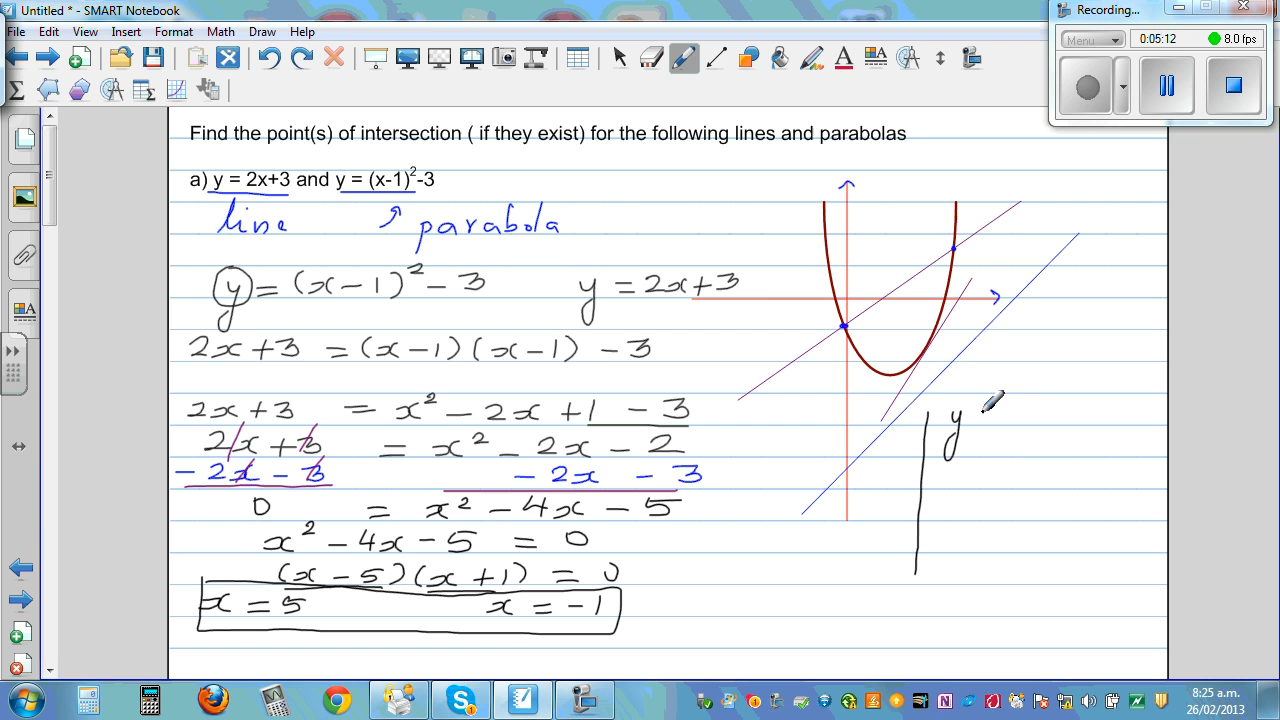 Untitled * - SMART Notebook
File Edit View Insert Format Math Draw Help
Recording...
Menu
0:05:12 8.0 fps
Find the point(s) of intersection ( if they exist) for the following lines and parabolas
a) y = 2x+3 and y = (x-1)²-3
line parabola
y = (x-1)² - 3 y = 2x+3
2x+3 = (x-1)(x-1) -3
2x+3 = x² - 2x +1 - 3
2x+3 = x² - 2x - 2
- 2x - 3 - 2x - 3
0 = x² - 4x - 5
x² - 4x - 5 = 0
(x - 5)(x + 1) = 0
x = 5 x = -1
y
8:25 a.m.
26/02/2013